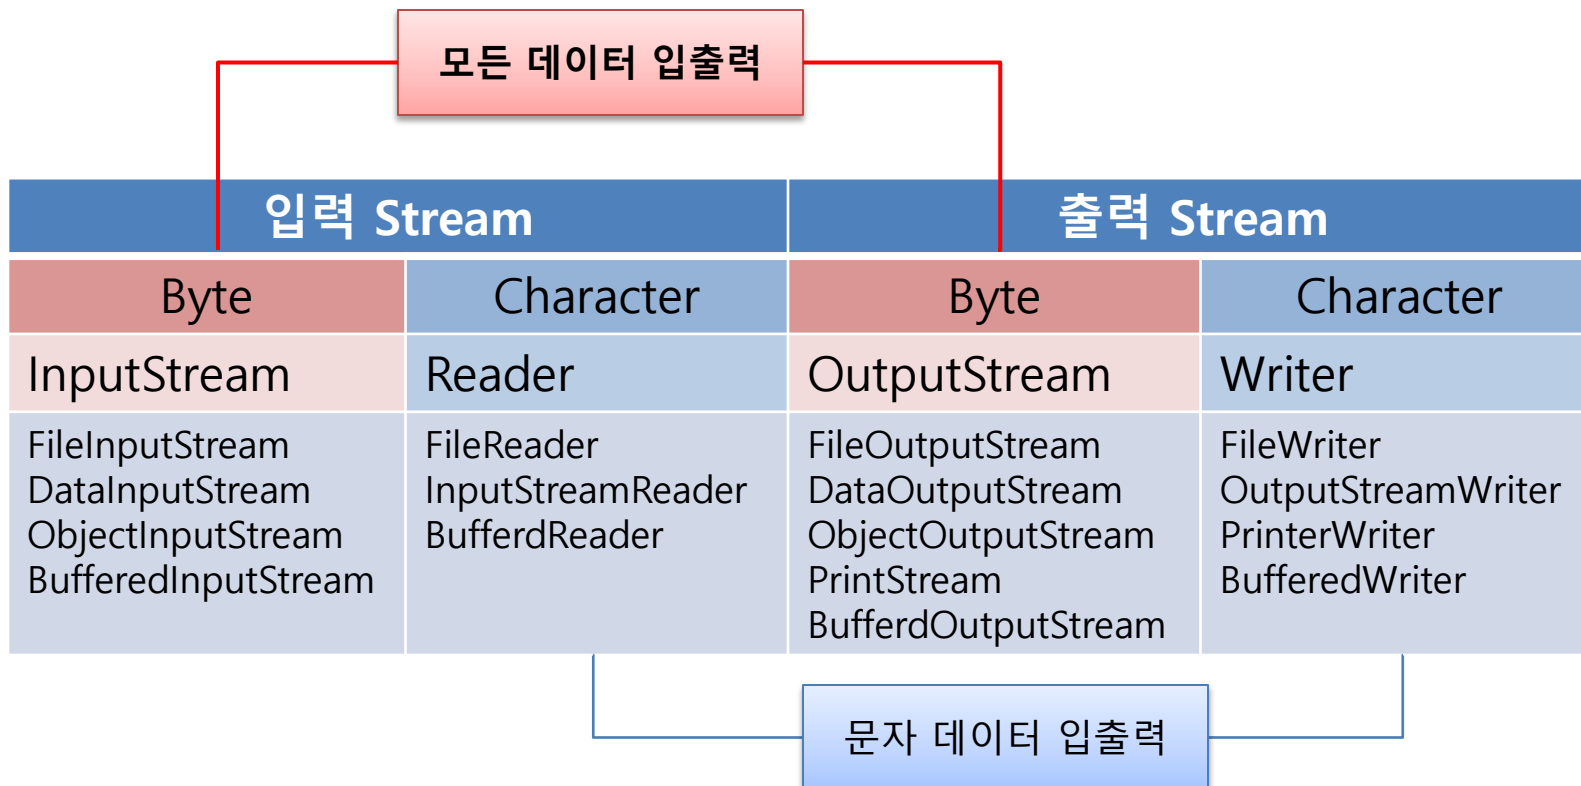 모든 데이터 입출력
입력 Stream
출력 Stream
Byte
Character
Byte
Character
InputStream
Reader
OutputStream
Writer
FileInputStream
DataInputStream
ObjectInputStream
BufferedInputStream
FileReader
InputStreamReader
BufferdReader
FileOutputStream
DataOutputStream
ObjectOutputStream
PrintStream
BufferdOutputStream
FileWriter
OutputStreamWriter
PrinterWriter
BufferedWriter
문자 데이터 입출력